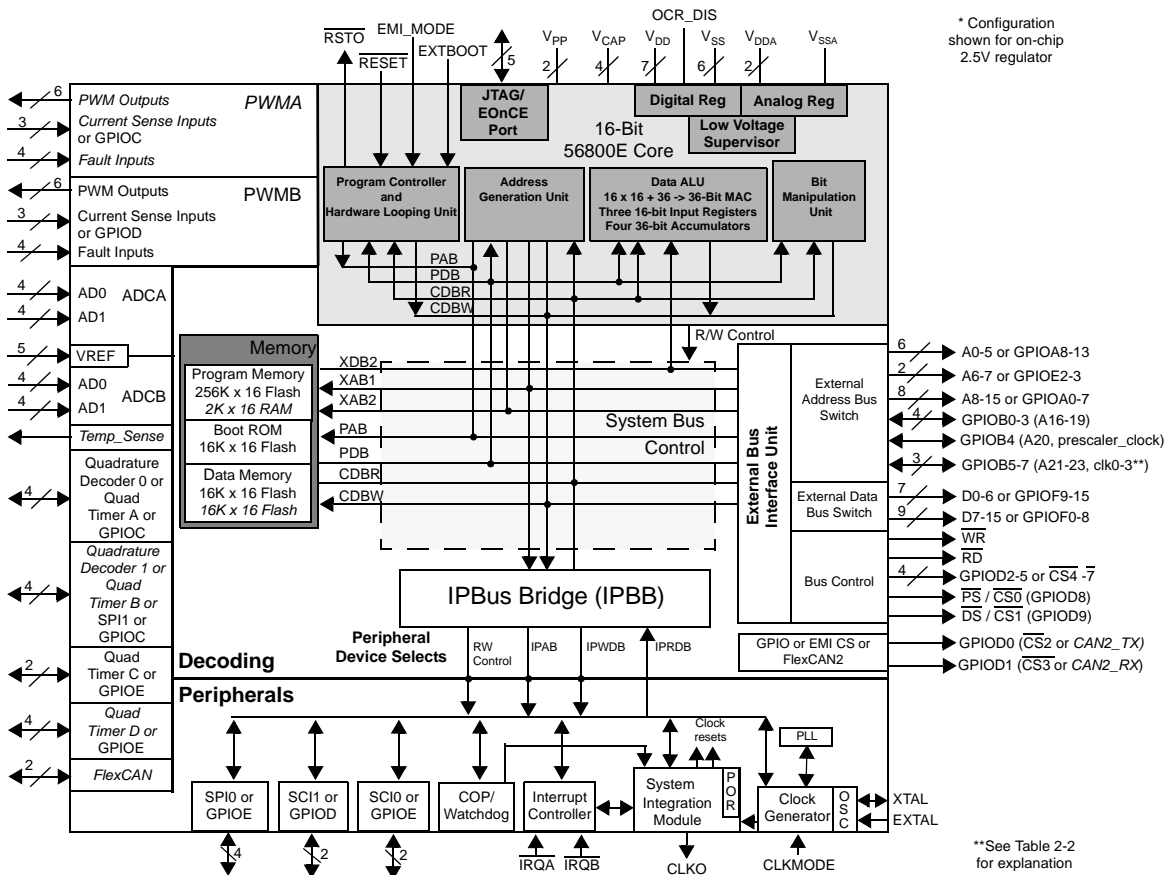 OCR_DIS
* Configuration
shown for on-chip
2.5V regulator
RSTO
EMI_MODE
RESET
EXTBOOT
5
VPP
2
VCAP
4
VDD
7
VSS
6
VDDA
2
VSSA
6
PWM Outputs
PWMA
3
Current Sense Inputs
or GPIOC
4
Fault Inputs
6
PWM Outputs
PWMB
3
Current Sense Inputs
or GPIOD
4
Fault Inputs
JTAG/
EOnCE
Port
Digital Reg
Analog Reg
Low Voltage
Supervisor
16-Bit
56800E Core
Program Controller
and
Hardware Looping Unit
Address
Generation Unit
Data ALU
16 x 16 + 36 -> 36-Bit MAC
Three 16-bit Input Registers
Four 36-bit Accumulators
Bit
Manipulation
Unit
PAB
PDB
CDBR
CDBW
4
AD0
ADCA
4
AD1
5
VREF
4
AD0
ADCB
4
AD1
Temp_Sense
4
Quadrature
Decoder 0 or
Quad
Timer A or
GPIOC
4
Quadrature
Decoder 1 or
Quad
Timer B or
SPI1 or
GPIOC
2
Quad
Timer C or
GPIOE
4
Quad
Timer D or
GPIOE
2
FlexCAN
Memory
Program Memory
256K x 16 Flash
2K x 16 RAM
Boot ROM
16K x 16 Flash
Data Memory
16K x 16 Flash
16K x 16 Flash
XDB2
XAB1
XAB2
PAB
PDB
CDBR
CDBW
R/W Control
System Bus
Control
External Bus
Interface Unit
External
Address Bus
Switch
External Data
Bus Switch
Bus Control
6
A0-5 or GPIOA8-13
2
A6-7 or GPIOE2-3
8
A8-15 or GPIOA0-7
4
GPIOB0-3 (A16-19)
GPIOB4 (A20, prescaler_clock)
3
GPIOB5-7 (A21-23, clk0-3**)
7
D0-6 or GPIOF9-15
9
D7-15 or GPIOF0-8
WR
RD
4
GPIOD2-5 or CS4 -7
PS / CS0 (GPIOD8)
DS / CS1 (GPIOD9)
GPIO or EMI CS or
FlexCAN2
GPIOD0 (CS2 or CAN2_TX)
GPIOD1 (CS3 or CAN2_RX)
IPBus Bridge (IPBB)
Peripheral
Device Selects
RW
Control
IPAB
IPWDB
IPRDB
Decoding
Peripherals
Clock
resets
PLL
SPI0 or
GPIOE
SCI1 or
GPIOD
SCI0 or
GPIOE
COP/
Watchdog
Interrupt
Controller
System
Integration
Module
POR
Clock
Generator
OSC
XTAL
EXTAL
4
2
2
IRQA
IRQB
CLKO
CLKMODE
**See Table 2-2
for explanation